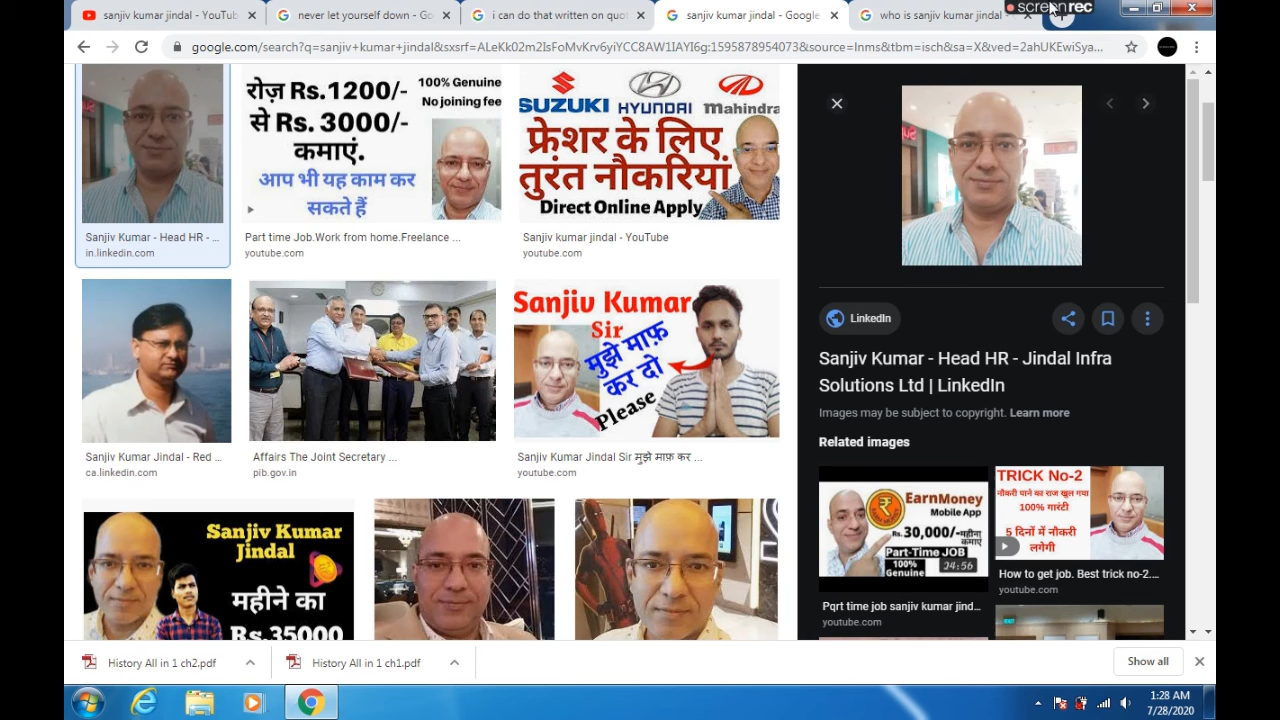 sanjiv kumar jindal - YouTub
never let yourself down - Go
i can do that written on quot
sanjiv kumar jindal - Google
who is sanjiv kumar jindal -
screenrec
google.com/search?q=sanjiv+kumar+jindal&sxsrf=ALeKk02m2IsFoMvKrv6yiYCC8AW1IAYI6g:1595878954073&source=lnms&tbm=isch&sa=X&ved=2ahUKEwiSya...
रोज़ Rs.1200/-
से Rs. 3000/-
कमाएं.
आप भी यह काम कर
सकते हैं
100% Genuine
No joining fee
SUZUKI
HYUNDAI
Mahindra
फ्रेशर के लिए
तुरंत नौकरियां
Direct Online Apply
Sanjiv Kumar - Head HR - ...
in.linkedin.com
Part time Job.Work from home.Freelance ...
youtube.com
Sanjiv kumar jindal - YouTube
youtube.com
Sanjiv Kumar
Sir
मुझे माफ़
कर दो
Please
Sanjiv Kumar Jindal - Red ...
ca.linkedin.com
Affairs The Joint Secretary ...
pib.gov.in
Sanjiv Kumar Jindal Sir मुझे माफ़ कर ...
youtube.com
Sanjiv Kumar
Jindal
महीने का
Rs.35000
LinkedIn
Sanjiv Kumar - Head HR - Jindal Infra
Solutions Ltd | LinkedIn
Images may be subject to copyright. Learn more
Related images
EarnMoney
Mobile App
Rs.30,000/-महीना
कमाएं
Part-Time JOB
100%
Genuine
24:56
Pqrt time job sanjiv kumar jind...
youtube.com
TRICK No-2
नौकरी पाने का राज खुल गया
100% गारंटी
5 दिनों में नौकरी
लगेगी
How to get job. Best trick no-2....
youtube.com
EXIT
History All in 1 ch2.pdf
History All in 1 ch1.pdf
Show all
1:28 AM
7/28/2020